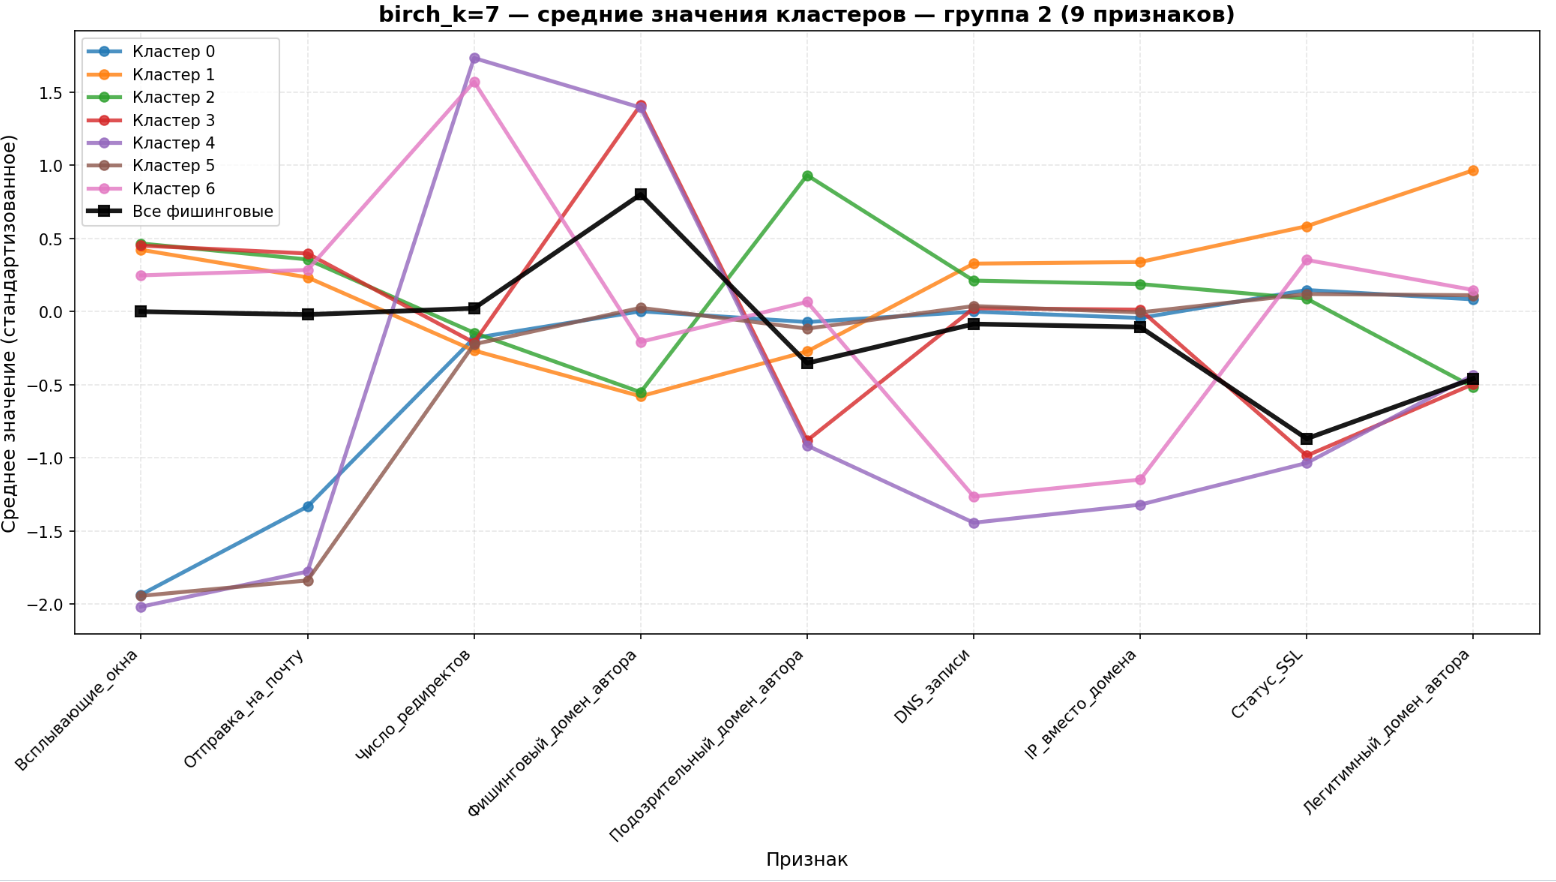 birch_k=7 — средние значения кластеров — группа 2 (9 признаков)
Кластер 0
Кластер 1
Кластер 2
Кластер 3
Кластер 4
Кластер 5
Кластер 6
Все фишинговые
Среднее значение (стандартизованное)
1.5
1.0
0.5
0.0
−0.5
−1.0
−1.5
−2.0
Всплывающие_окна
Отправка_на_почту
Число_редиректов
Фишинговый_домен_автора
Подозрительный_домен_автора
DNS_записи
IP_вместо_домена
Статус_SSL
Легитимный_домен_автора
Признак